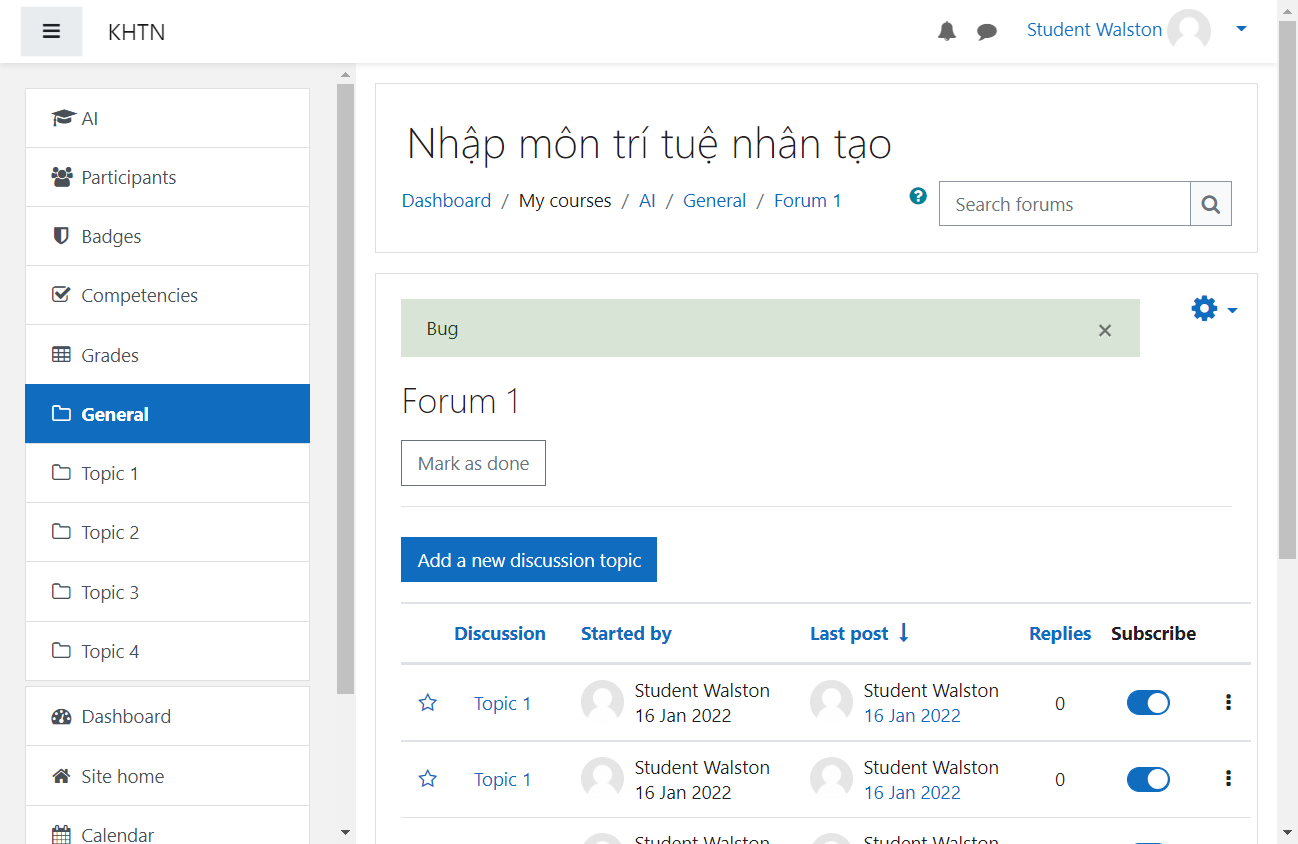 KHTN
Student Walston
AI
Participants
Badges
Competencies
Grades
General
Topic 1
Topic 2
Topic 3
Topic 4
Dashboard
Site home
Calendar
Nhập môn trí tuệ nhân tạo
Dashboard / My courses / AI / General / Forum 1
Search forums
Bug ×
Forum 1
Mark as done
Add a new discussion topic
Discussion Started by Last post ↓ Replies Subscribe
Topic 1 Student Walston 16 Jan 2022 Student Walston 16 Jan 2022 0
Topic 1 Student Walston 16 Jan 2022 Student Walston 16 Jan 2022 0
Student Walston Student Walston